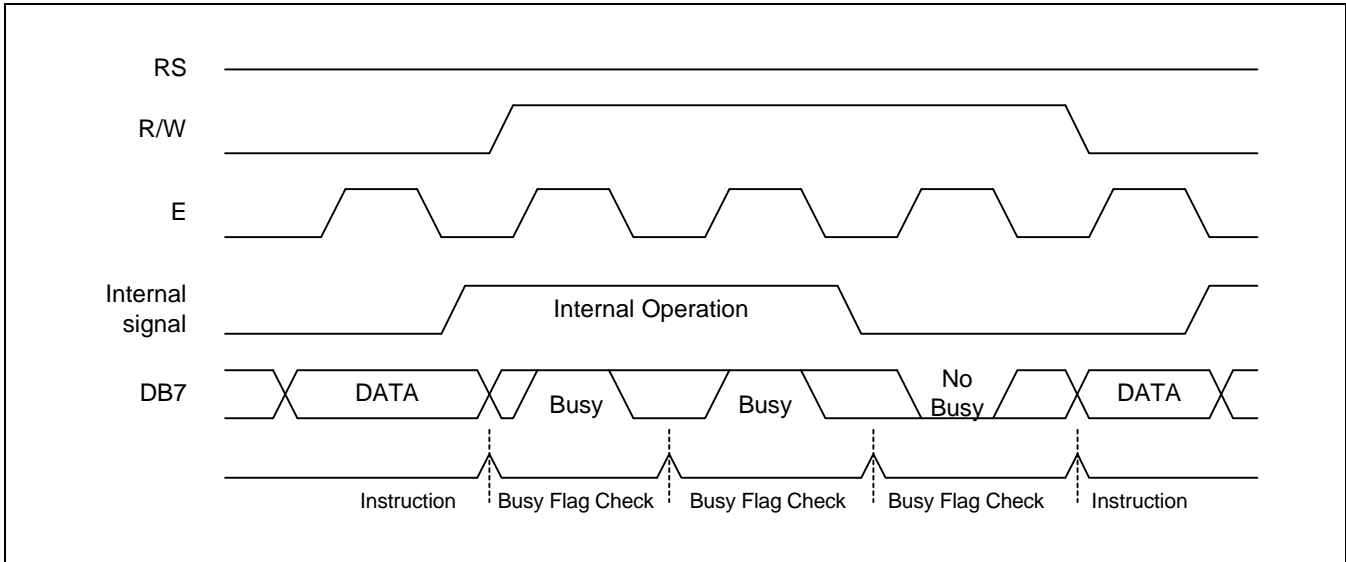 RS
R/W
E
Internal
signal
Internal Operation
DB7
DATA
Busy
Busy
No
Busy
DATA
Instruction
Busy Flag Check
Busy Flag Check
Busy Flag Check
Instruction